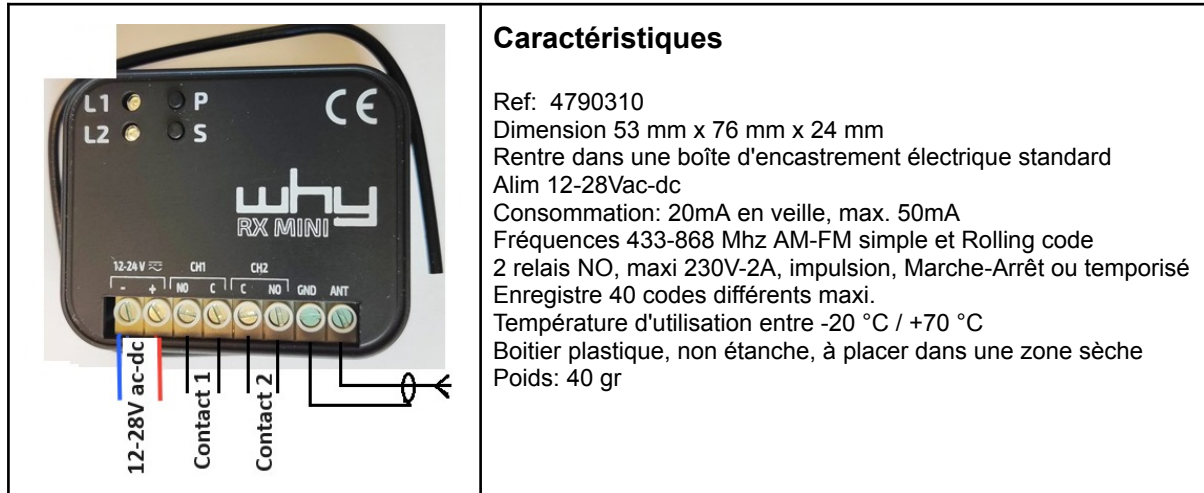 L1 P
L2 S
CE
why
RX MINI
12-24 V CH1 CH2
- + NO C C NO GND ANT
12-28V ac-dc
Contact 1
Contact 2
Caractéristiques
Ref: 4790310
Dimension 53 mm x 76 mm x 24 mm
Rentre dans une boîte d'encastrement électrique standard
Alim 12-28Vac-dc
Consommation: 20mA en veille, max. 50mA
Fréquences 433-868 Mhz AM-FM simple et Rolling code
2 relais NO, maxi 230V-2A, impulsion, Marche-Arrêt ou temporisé
Enregistre 40 codes différents maxi.
Température d'utilisation entre -20 °C / +70 °C
Boitier plastique, non étanche, à placer dans une zone sèche
Poids: 40 gr